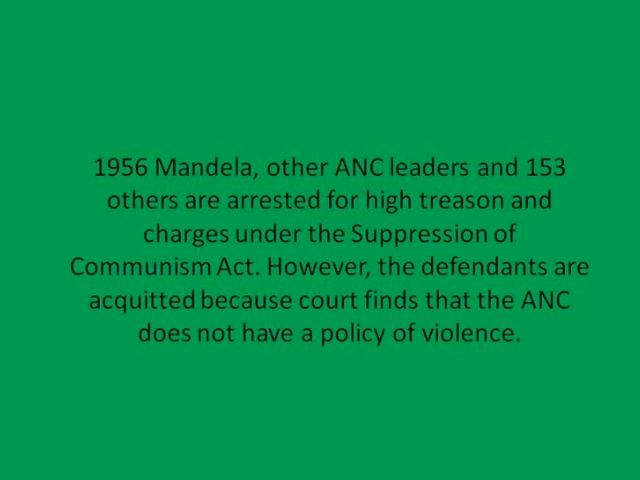 1956 Mandela, other ANC leaders and 153
others are arrested for high treason and
charges under the Suppression of
Communism Act. However, the defendants are
acquitted because court finds that the ANC
does not have a policy of violence.